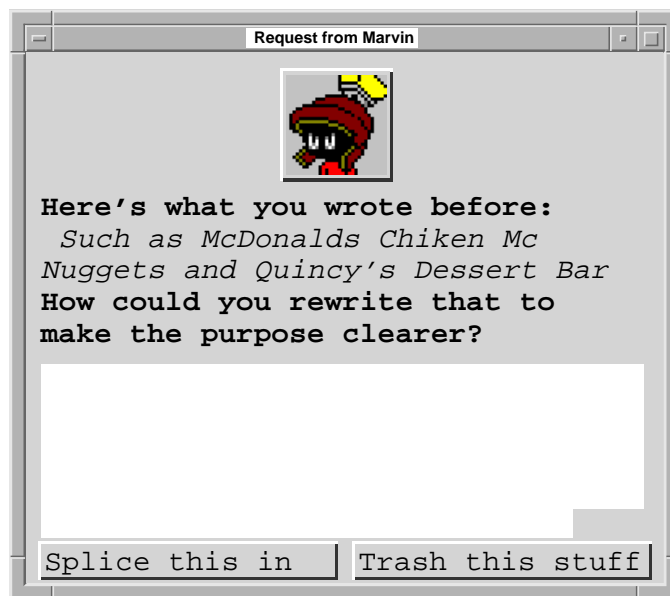 Request from Marvin
Here's what you wrote before:
Such as McDonalds Chiken Mc
Nuggets and Quincy's Dessert Bar
How could you rewrite that to
make the purpose clearer?
Splice this in
Trash this stuff